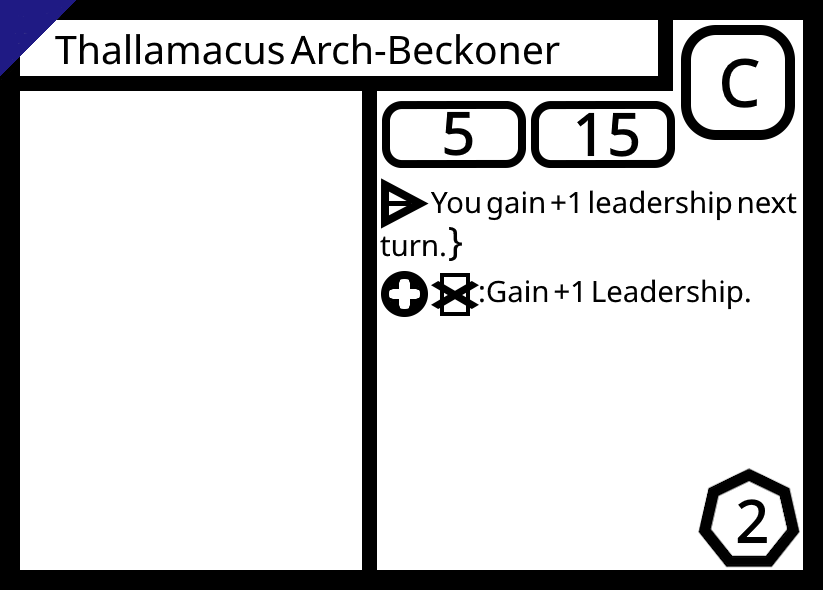 Thallamacus Arch-Beckoner
C
5 15
You gain +1 leadership next
turn.}
:Gain +1 Leadership.
2